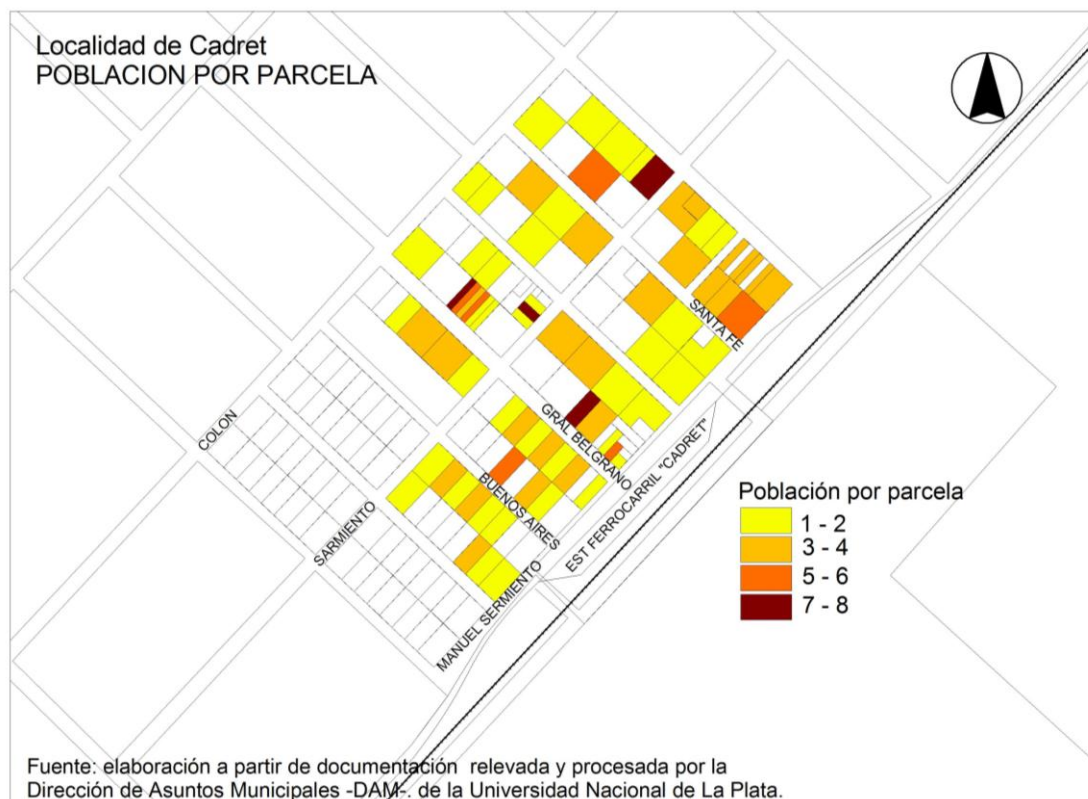 Localidad de Cadret
POBLACION POR PARCELA
SANTA FE
GRAL BELGRANO
COLON
BUENOS AIRES
EST FERROCARRIL "CADRET"
SARMIENTO
MANUEL SERMIENTO
Población por parcela
1 - 2
3 - 4
5 - 6
7 - 8
Fuente: elaboración a partir de documentación relevada y procesada por la
Dirección de Asuntos Municipales -DAM-. de la Universidad Nacional de La Plata.